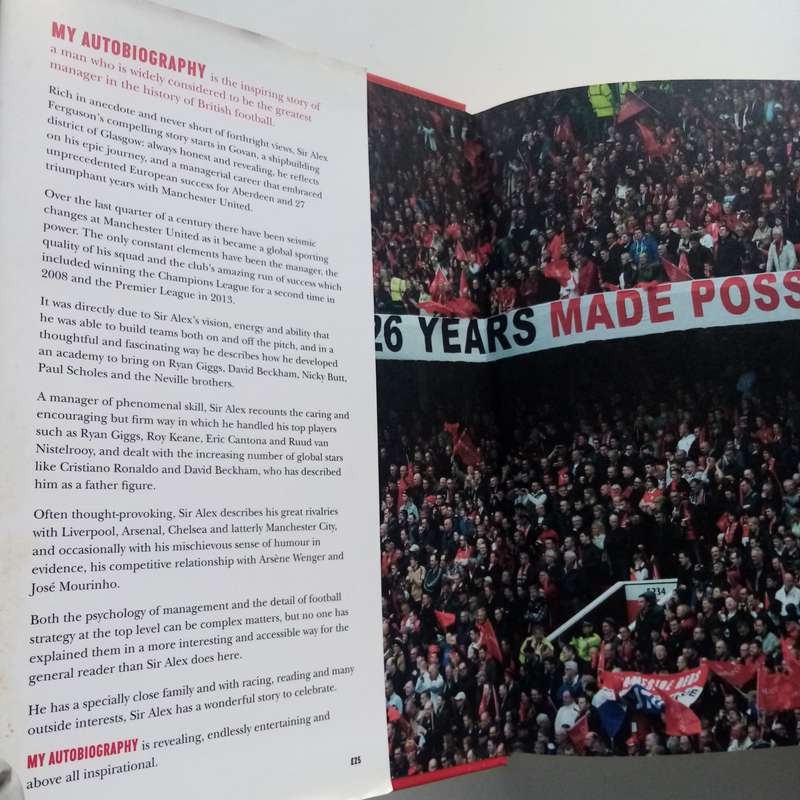 MY AUTOBIOGRAPHY is the inspiring story of
a man who is widely considered to be the greatest
manager in the history of British football.
Rich in anecdote and never short of forthright views, Sir Alex
Ferguson's compelling story starts in Govan, a shipbuilding
district of Glasgow; always honest and revealing, he reflects
on his epic journey, and a managerial career that embraced
unprecedented European success for Aberdeen and 27
triumphant years with Manchester United.
Over the last quarter of a century there have been seismic
changes at Manchester United as it became a global sporting
power. The only constant elements have been the manager, the
quality of his squad and the club's amazing run of success which
included winning the Champions League for a second time in
2008 and the Premier League in 2013.
It was directly due to Sir Alex's vision, energy and ability that
he was able to build teams both on and off the pitch, and in a
thoughtful and fascinating way he describes how he developed
an academy to bring on Ryan Giggs, David Beckham, Nicky Butt,
Paul Scholes and the Neville brothers.
A manager of phenomenal skill, Sir Alex recounts the caring and
encouraging but firm way in which he handled his top players
such as Ryan Giggs, Roy Keane, Eric Cantona and Ruud van
Nistelrooy, and dealt with the increasing number of global stars
like Cristiano Ronaldo and David Beckham, who has described
him as a father figure.
Often thought-provoking, Sir Alex describes his great rivalries
with Liverpool, Arsenal, Chelsea and latterly Manchester City,
and occasionally with his mischievous sense of humour in
evidence, his competitive relationship with Arsène Wenger and
José Mourinho.
Both the psychology of management and the detail of football
strategy at the top level can be complex matters, but no one has
explained them in a more interesting and accessible way for the
general reader than Sir Alex does here.
He has a specially close family and with racing, reading and many
outside interests, Sir Alex has a wonderful story to celebrate.
MY AUTOBIOGRAPHY is revealing, endlessly entertaining and
above all inspirational.
£25
26 YEARS MADE POSS